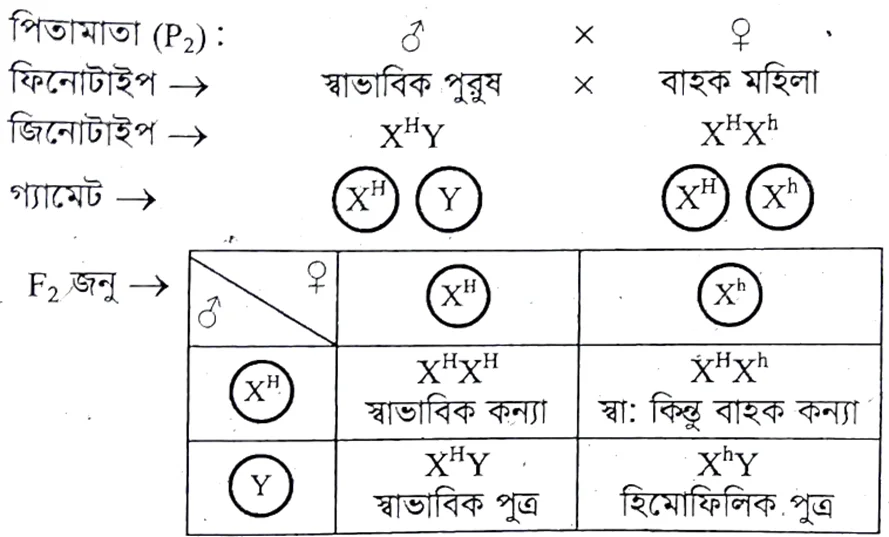 পিতামাতা (P₂) : ♂ × ♀
ফিনোটাইপ → স্বাভাবিক পুরুষ × বাহক মহিলা
জিনোটাইপ → XᴴY XᴴXʰ
গ্যামেট → Xᴴ Y Xᴴ Xʰ
F₂ জনু → ♂ ♀ Xᴴ Xʰ
Xᴴ XᴴXᴴ XᴴXʰ
স্বাভাবিক কন্যা স্বা: কিন্তু বাহক কন্যা
Y XᴴY XʰY
স্বাভাবিক পুত্র হিমোফিলিক পুত্র